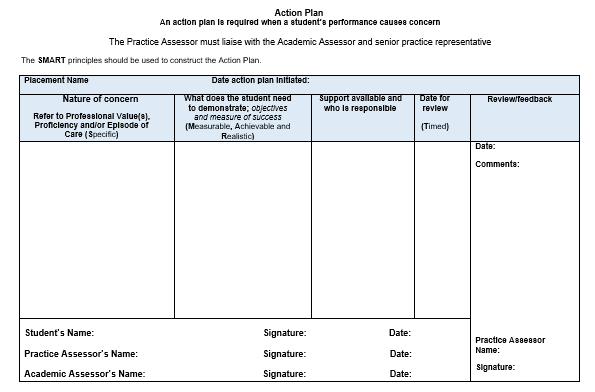 Action Plan
An action plan is required when a student's performance causes concern
The Practice Assessor must liaise with the Academic Assessor and senior practice representative
The SMART principles should be used to construct the Action Plan.
Placement Name Date action plan initiated:
Nature of concern
Refer to Professional Value(s),
Proficiency and/or Episode of
Care (Specific)
What does the student need
to demonstrate; objectives
and measure of success
(Measurable, Achievable and
Realistic)
Support available and
who is responsible
Date for
review
(Timed)
Review/feedback
Date:
Comments:
Student's Name: Signature: Date:
Practice Assessor's Name: Signature: Date:
Academic Assessor's Name: Signature: Date:
Practice Assessor
Name:
Signature: